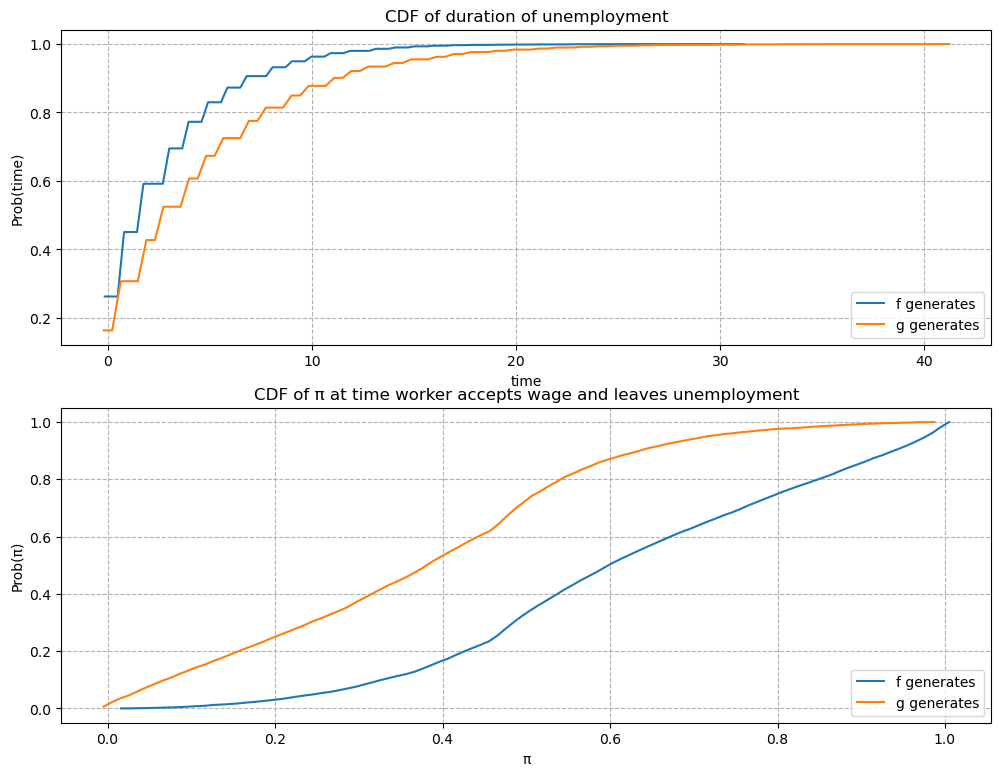 CDF of duration of unemployment
1.0
0.8
0.6
0.4
0.2
Prob(time)
f generates
g generates
0 10 20 30 40
time
CDF of π at time worker accepts wage and leaves unemployment
1.0
0.8
0.6
0.4
0.2
0.0
Prob(π)
f generates
g generates
0.0 0.2 0.4 0.6 0.8 1.0
π